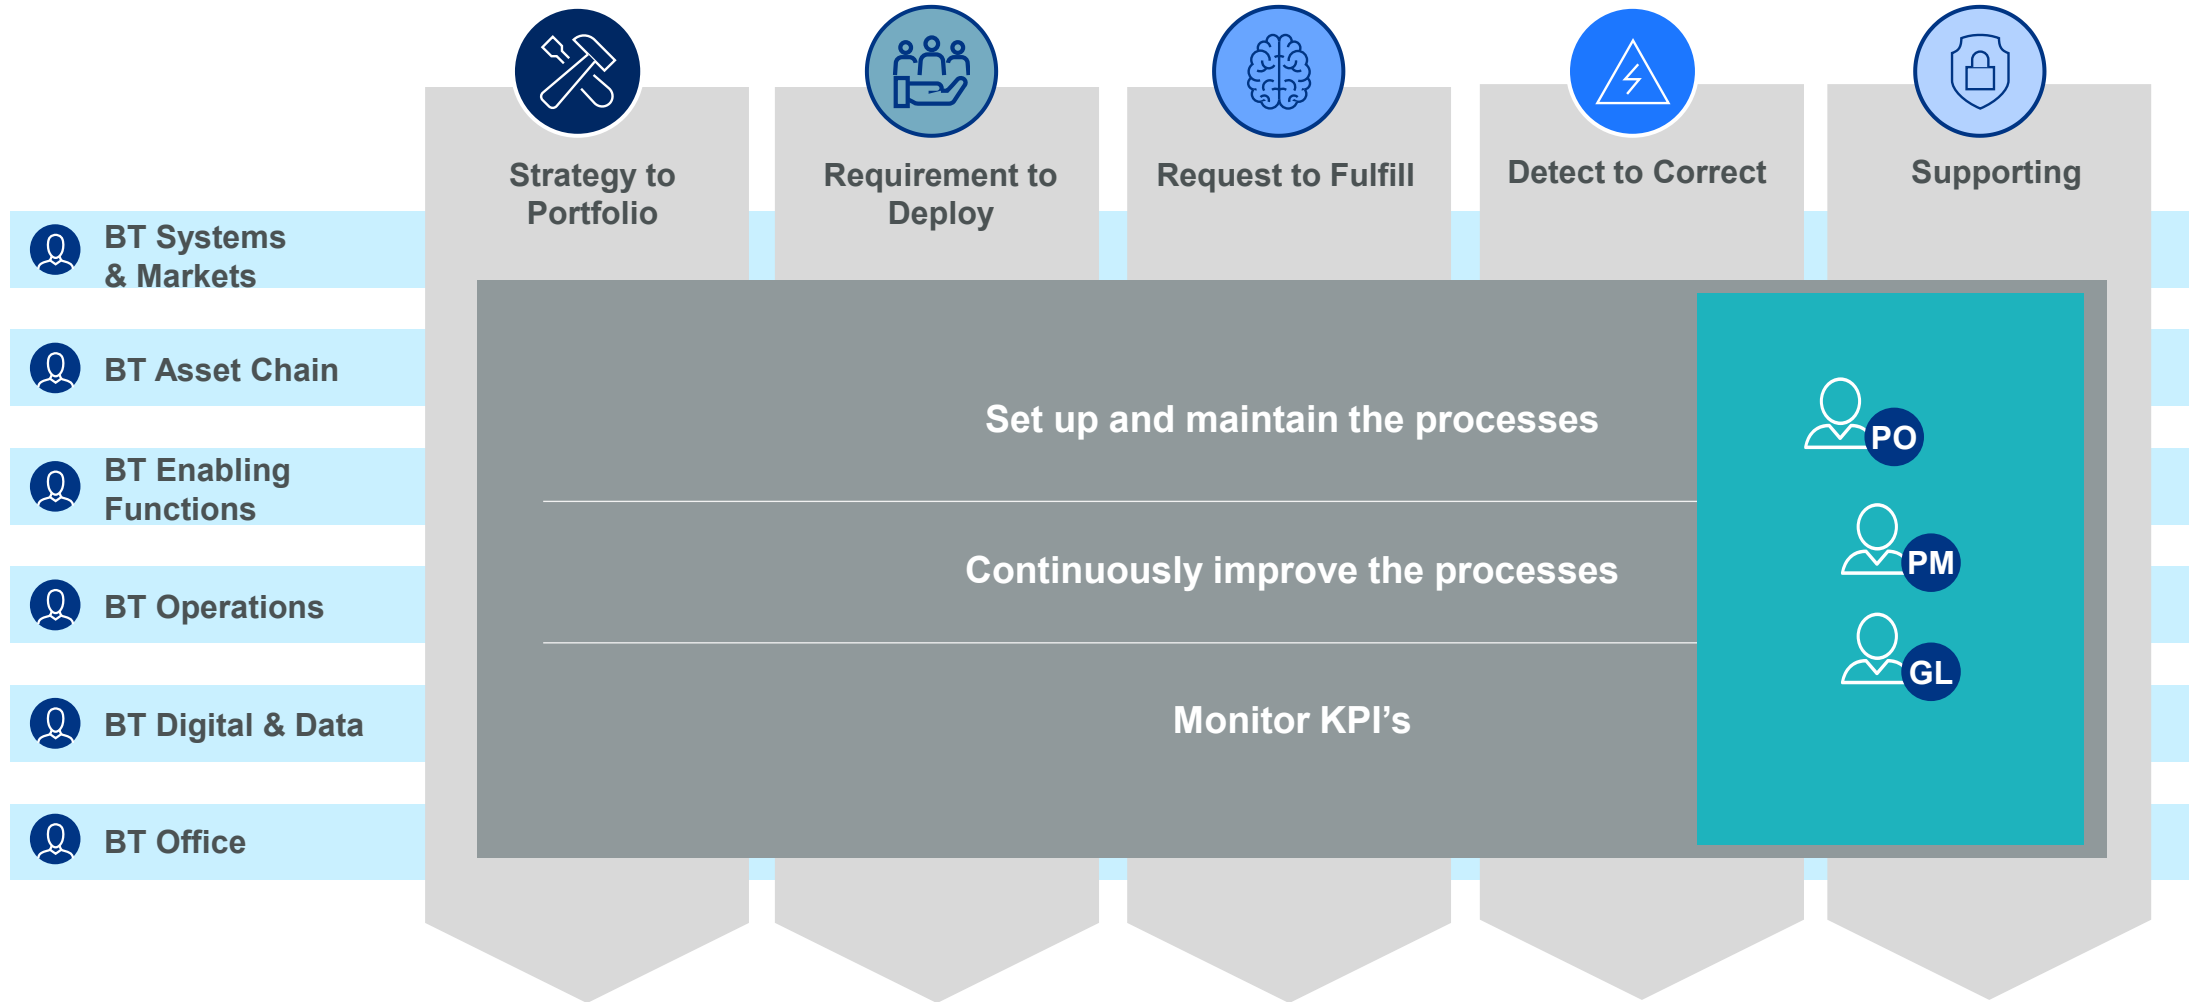 Strategy to
Portfolio
Requirement to
Deploy
Request to Fulfill
Detect to Correct
Supporting
BT Systems
& Markets
BT Asset Chain
BT Enabling
Functions
BT Operations
BT Digital & Data
BT Office
Set up and maintain the processes
Continuously improve the processes
Monitor KPI’s
PO
PM
GL